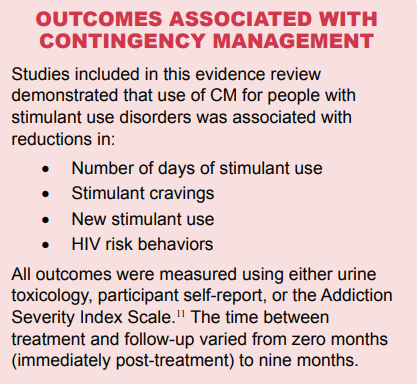 OUTCOMES ASSOCIATED WITH
CONTINGENCY MANAGEMENT
Studies included in this evidence review
demonstrated that use of CM for people with
stimulant use disorders was associated with
reductions in:
• Number of days of stimulant use
• Stimulant cravings
• New stimulant use
• HIV risk behaviors
All outcomes were measured using either urine
toxicology, participant self-report, or the Addiction
Severity Index Scale.¹¹ The time between
treatment and follow-up varied from zero months
(immediately post-treatment) to nine months.